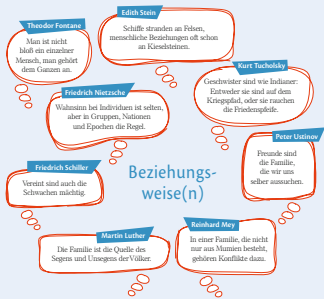 Edith Stein
Schiffe stranden an Felsen,
menschliche Beziehungen oft schon
an Kieselsteinen.
Theodor Fontane
Man ist nicht
bloß ein einzelner
Mensch, man gehört
dem Ganzen an.
Kurt Tucholsky
Geschwister sind wie Indianer:
Entweder sie sind auf dem
Kriegspfad, oder sie rauchen
die Friedenspfeife.
Friedrich Nietzsche
Wahnsinn bei Individuen ist selten,
aber in Gruppen, Nationen
und Epochen die Regel.
Peter Ustinov
Freunde sind
die Familie,
die wir uns
selber aussuchen.
Friedrich Schiller
Vereint sind auch die
Schwachen mächtig.
Beziehungs-
weise(n)
Martin Luther
Die Familie ist die Quelle des
Segens und Unsegens der Völker.
Reinhard Mey
In einer Familie, die nicht
nur aus Mumien besteht,
gehören Konflikte dazu.